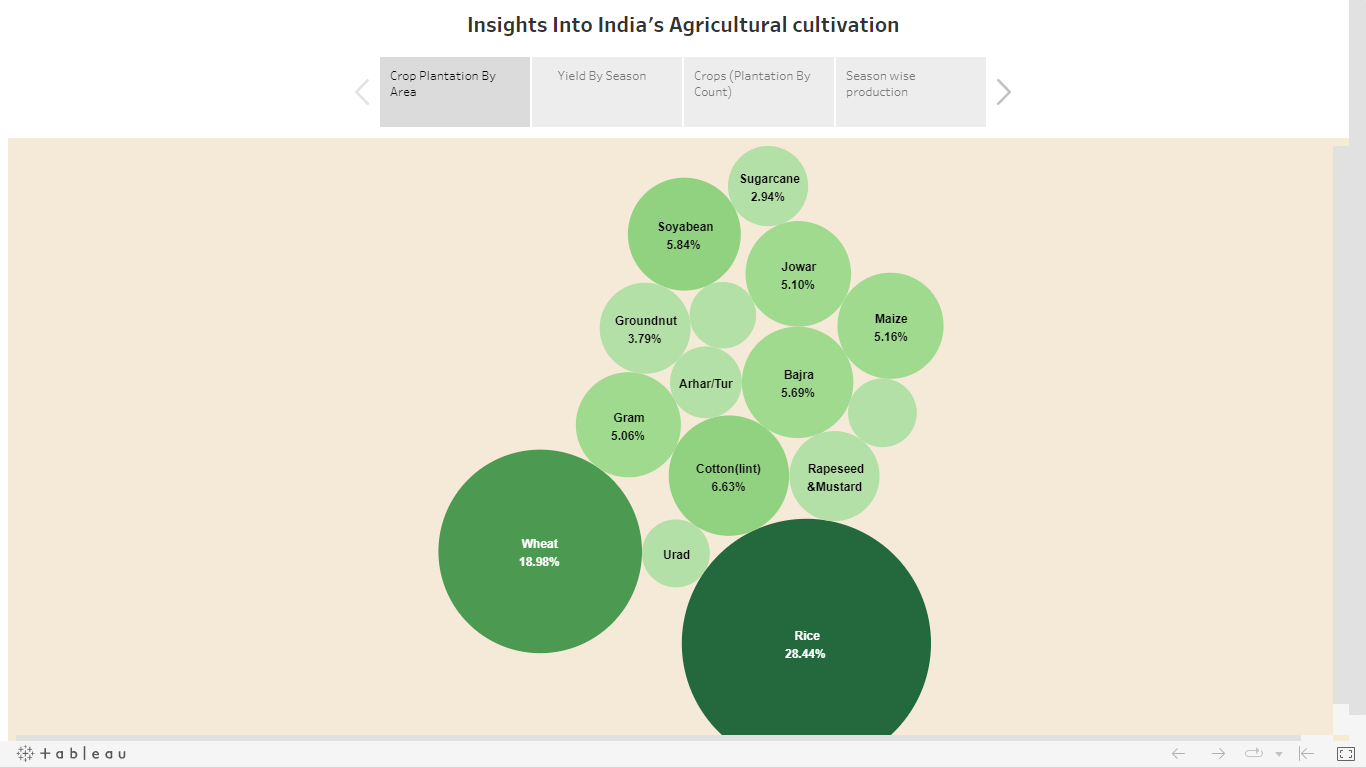 Insights Into India's Agricultural cultivation
Crop Plantation By
Area
Yield By Season
Crops (Plantation By
Count)
Season wise
production
Sugarcane
2.94%
Soyabean
5.84%
Jowar
5.10%
Groundnut
3.79%
Maize
5.16%
Arhar/Tur
Bajra
5.69%
Gram
5.06%
Cotton(lint)
6.63%
Rapeseed
&Mustard
Wheat
18.98%
Urad
Rice
28.44%
+ableau